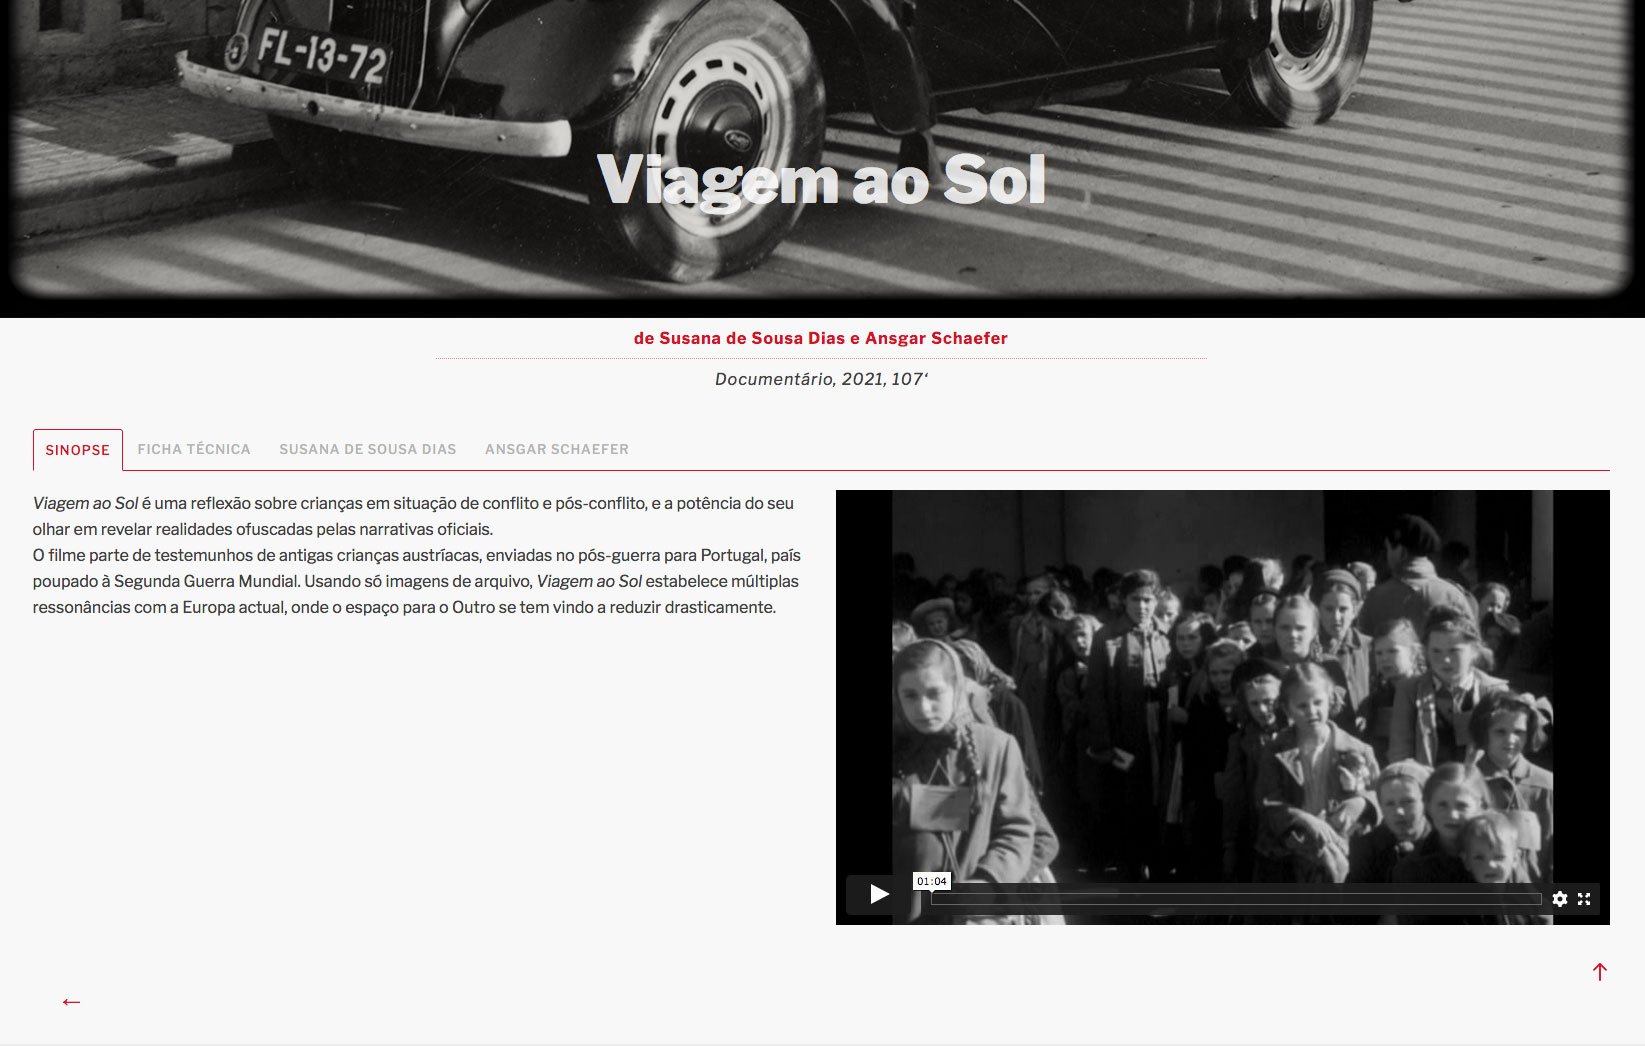 FL-13-72
Viagem ao Sol
de Susana de Sousa Dias e Ansgar Schaefer
Documentário, 2021, 107‘
SINOPSE FICHA TÉCNICA SUSANA DE SOUSA DIAS ANSGAR SCHAEFER
Viagem ao Sol é uma reflexão sobre crianças em situação de conflito e pós-conflito, e a potência do seu
olhar em revelar realidades ofuscadas pelas narrativas oficiais.
O filme parte de testemunhos de antigas crianças austríacas, enviadas no pós-guerra para Portugal, país
poupado à Segunda Guerra Mundial. Usando só imagens de arquivo, Viagem ao Sol estabelece múltiplas
ressonâncias com a Europa actual, onde o espaço para o Outro se tem vindo a reduzir drasticamente.
01:04